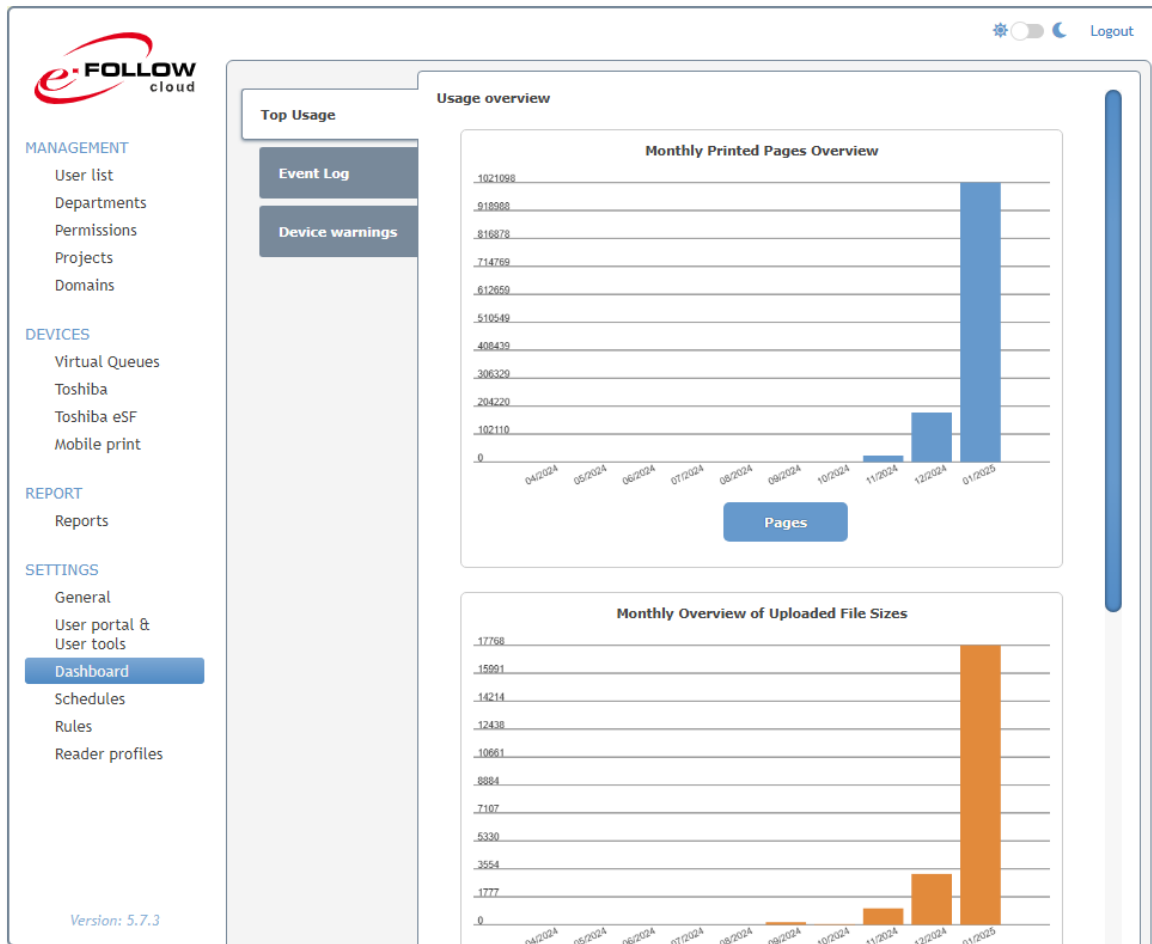 Logout
e-FOLLOW
cloud
MANAGEMENT
User list
Departments
Permissions
Projects
Domains
DEVICES
Virtual Queues
Toshiba
Toshiba eSF
Mobile print
REPORT
Reports
SETTINGS
General
User portal &
User tools
Dashboard
Schedules
Rules
Reader profiles
Version: 5.7.3
Top Usage
Event Log
Device warnings
Usage overview
Monthly Printed Pages Overview
1021098
918988
816878
714769
612659
510549
408439
306329
204220
102110
0
04/2024 05/2024 06/2024 07/2024 08/2024 09/2024 10/2024 11/2024 12/2024 01/2025
Pages
Monthly Overview of Uploaded File Sizes
17768
15991
14214
12438
10661
8884
7107
5330
3554
1777
0
04/2024 05/2024 06/2024 07/2024 08/2024 09/2024 10/2024 11/2024 12/2024 01/2025